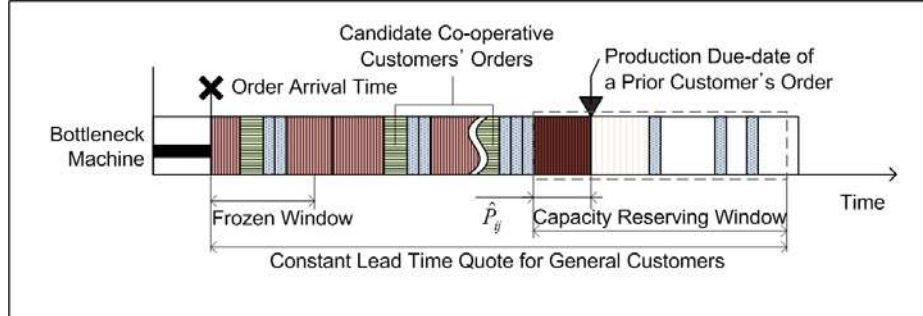 Candidate Co-operative
Customers' Orders
Production Due-date of
a Prior Customer's Order
Order Arrival Time
Bottleneck
Machine
Time
Frozen Window
P̂ij
Capacity Reserving Window
Constant Lead Time Quote for General Customers